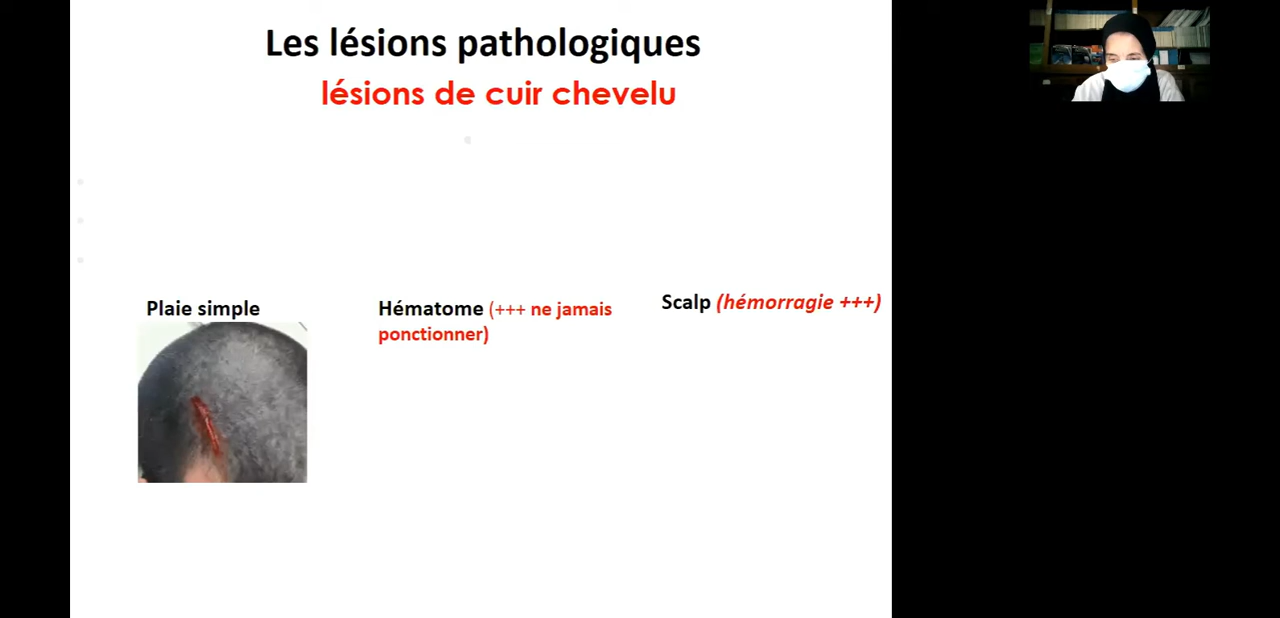 Les lésions pathologiques
lésions de cuir chevelu
Plaie simple
Hématome (+++ ne jamais
ponctionner)
Scalp (hémorragie +++)